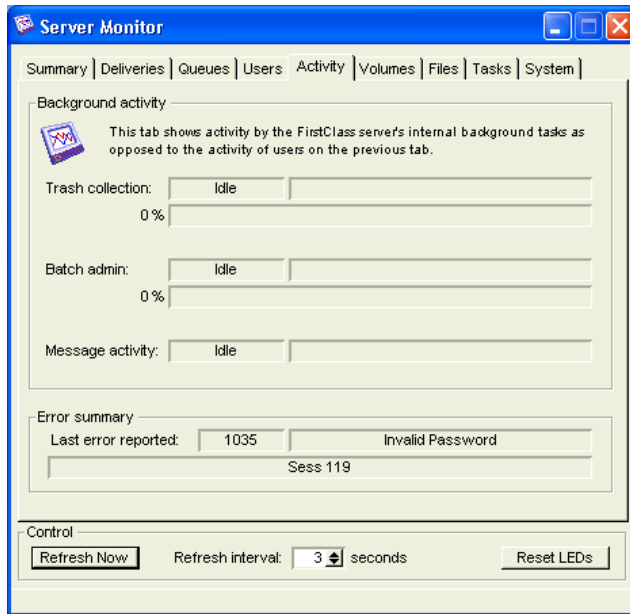 Server Monitor
Summary Deliveries Queues Users Activity Volumes Files Tasks System
Background activity
This tab shows activity by the FirstClass server's internal background tasks as
opposed to the activity of users on the previous tab.
Trash collection: Idle
0 %
Batch admin: Idle
0 %
Message activity: Idle
Error summary
Last error reported: 1035 Invalid Password
Sess 119
Control
Refresh Now Refresh interval: 3 seconds Reset LEDs